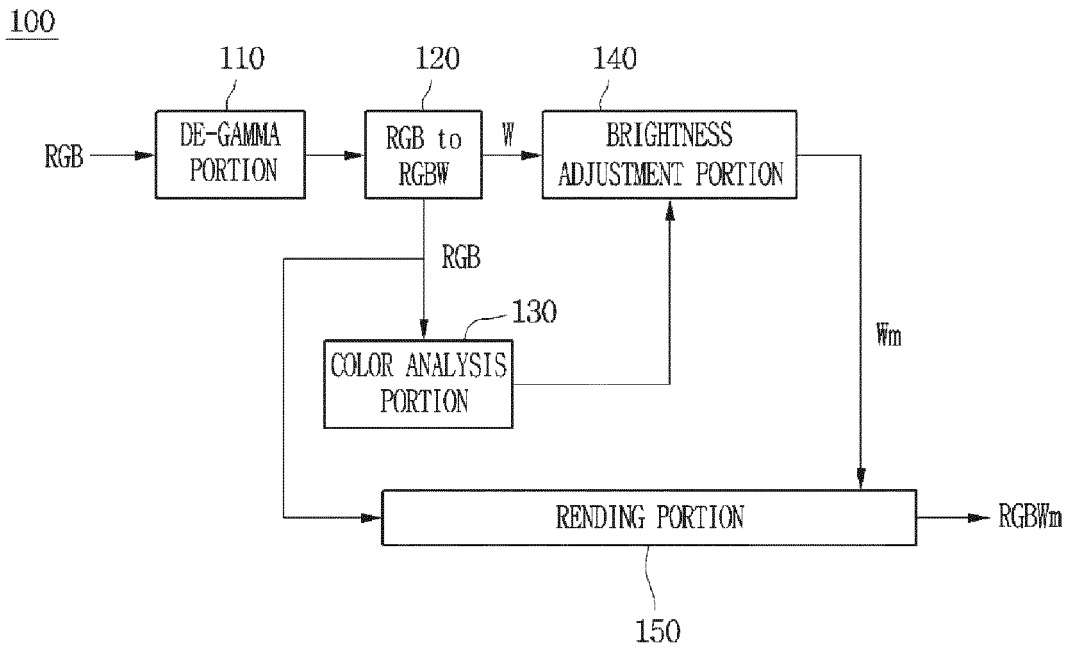 100
110
120
140
RGB
DE-GAMMA
PORTION
RGB to
RGBW
W
BRIGHTNESS
ADJUSTMENT PORTION
RGB
130
COLOR ANALYSIS
PORTION
Wm
RENDING PORTION
RGBWm
150